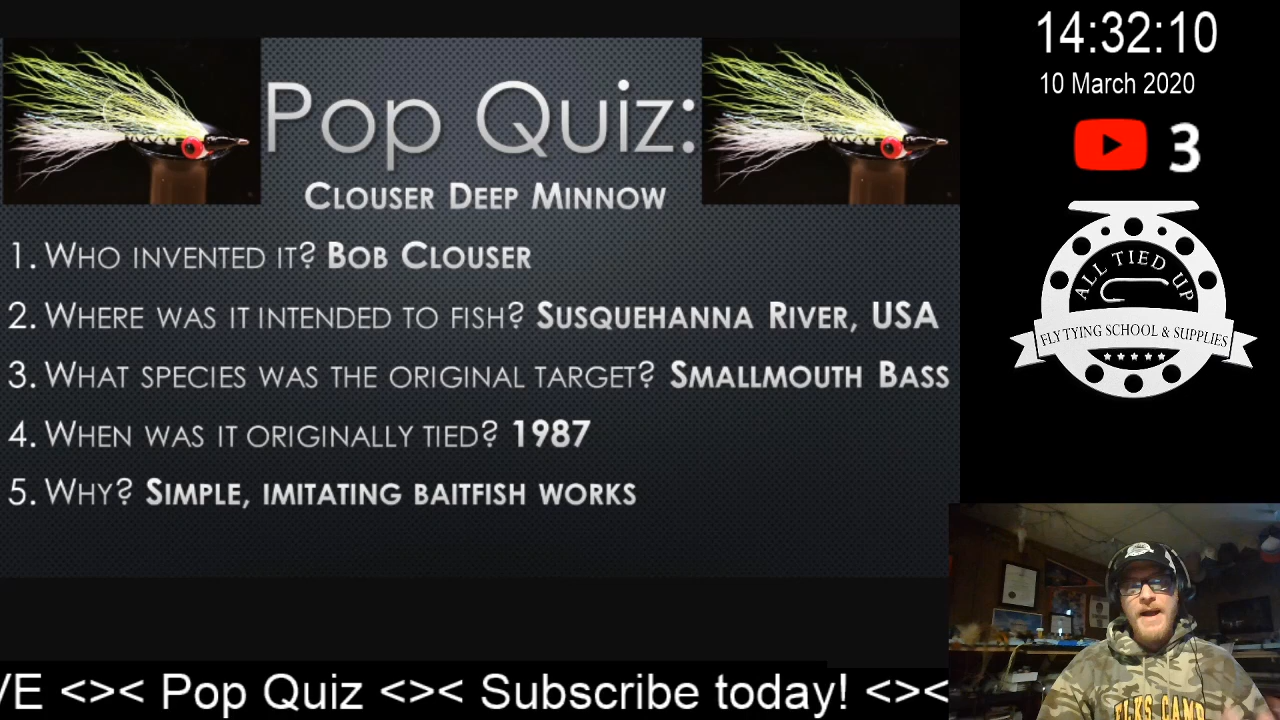 Pop Quiz:
CLOUSER DEEP MINNOW
1. WHO INVENTED IT? BOB CLOUSER
2. WHERE WAS IT INTENDED TO FISH? SUSQUEHANNA RIVER, USA
3. WHAT SPECIES WAS THE ORIGINAL TARGET? SMALLMOUTH BASS
4. WHEN WAS IT ORIGINALLY TIED? 1987
5. WHY? SIMPLE, IMITATING BAITFISH WORKS
14:32:10
10 March 2020
3
ALL TIED UP
FLY TYING SCHOOL & SUPPLIES
ELKS CAMP
VE <>< Pop Quiz <>< Subscribe today! <><